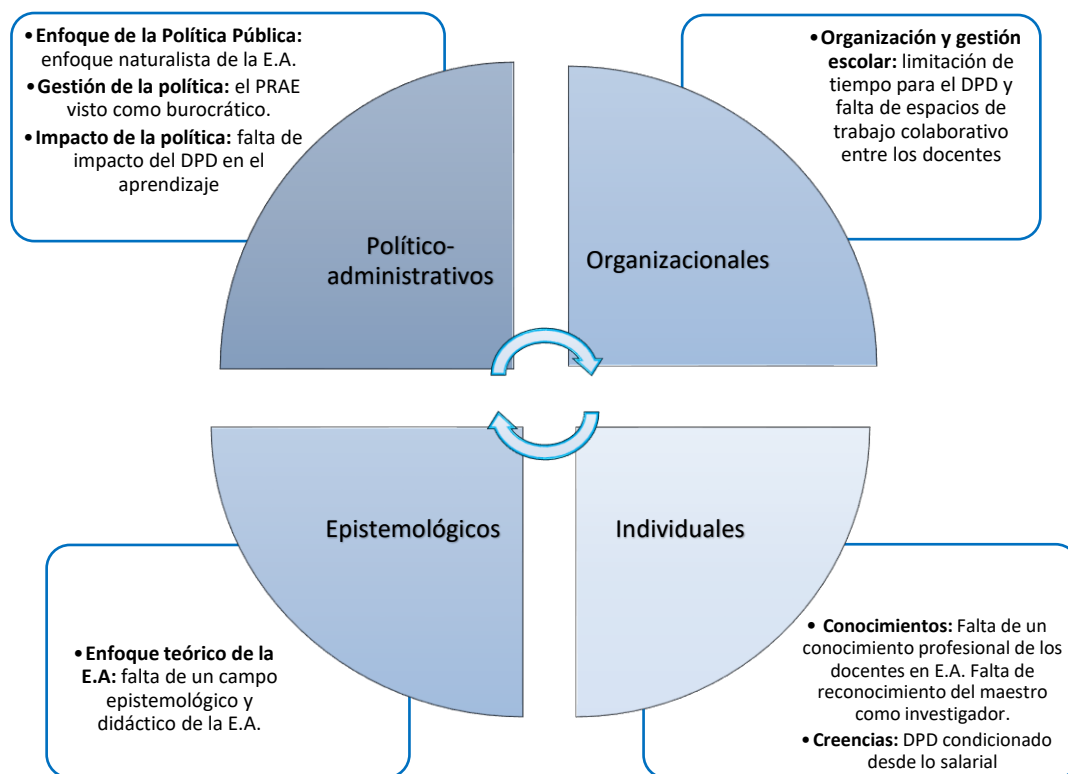 •Enfoque de la Política Pública:
enfoque naturalista de la E.A.
•Gestión de la política: el PRAE
visto como burocrático.
•Impacto de la política: falta de
impacto del DPD en el
aprendizaje
•Organización y gestión
escolar: limitación de
tiempo para el DPD y
falta de espacios de
trabajo colaborativo
entre los docentes
Político-
administrativos
Organizacionales
Epistemológicos
Individuales
•Enfoque teórico de la
E.A: falta de un campo
epistemológico y
didáctico de la E.A.
• Conocimientos: Falta de un
conocimiento profesional de los
docentes en E.A. Falta de
reconocimiento del maestro
como investigador.
•Creencias: DPD condicionado
desde lo salarial